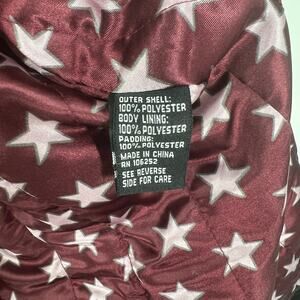 OUTER SHELL:
100% POLYESTER
BODY LINING:
100% POLYESTER
PADDING:
100% POLYESTER
MADE IN CHINA
RN 106252
SEE REVERSE
SIDE FOR CARE